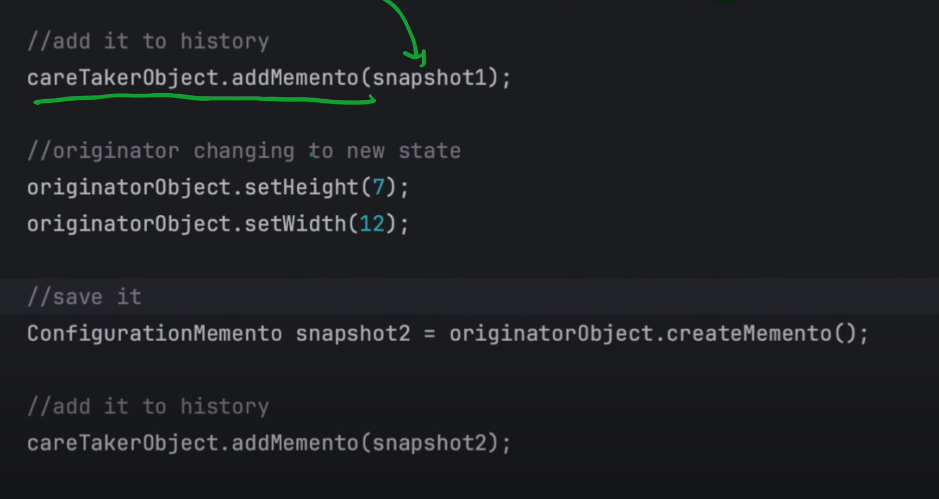 //add it to history
careTakerObject.addMemento(snapshot1);
//originator changing to new state
originatorObject.setHeight(7);
originatorObject.setWidth(12);
//save it
ConfigurationMemento snapshot2 = originatorObject.createMemento();
//add it to history
careTakerObject.addMemento(snapshot2);